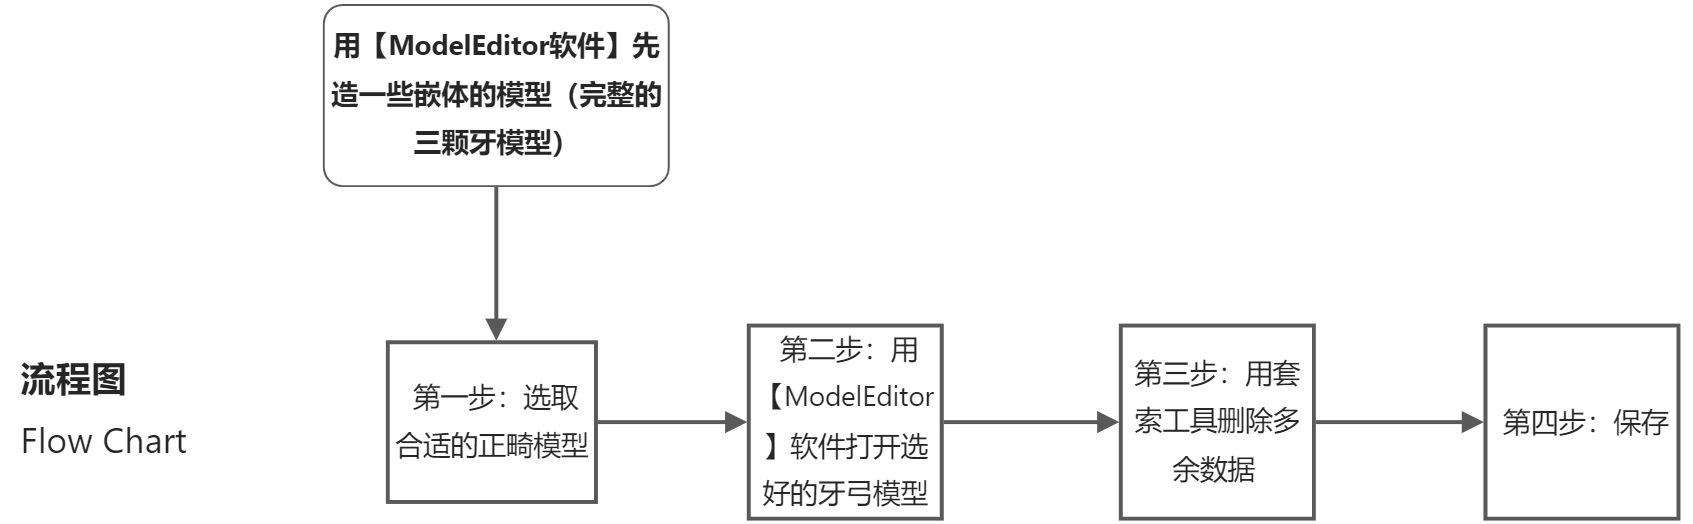 用【ModelEditor软件】先
造一些嵌体的模型（完整的
三颗牙模型）
流程图
Flow Chart
第一步：选取
合适的正畸模型
第二步：用
【ModelEditor
】软件打开选
好的牙弓模型
第三步：用套
索工具删除多
余数据
第四步：保存